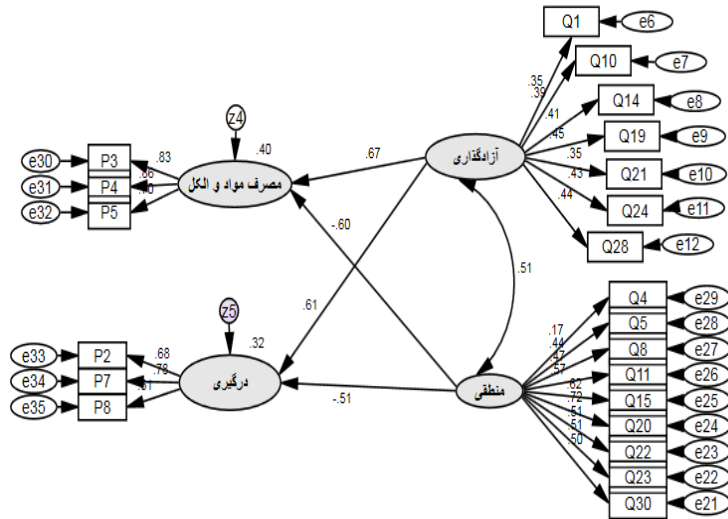 Q1
e6
Q10
e7
Q14
e8
Q19
e9
Q21
e10
Q24
e11
Q28
e12
.35
.39
.41
.45
.35
.43
.44
آزادگذاری
z4
.40
مصرف مواد و الکل
.67
e30
P3
.83
e31
P4
e32
P5
-.60
.51
.61
z5
.32
درگیری
e33
P2
.68
e34
P7
.78
e35
P8
-.51
منطقی
Q4
e29
Q5
e28
Q8
e27
Q11
e26
Q15
e25
Q20
e24
Q22
e23
Q23
e22
Q30
e21
.17
.44
.47
.57
.62
.72
.51
.51
.50